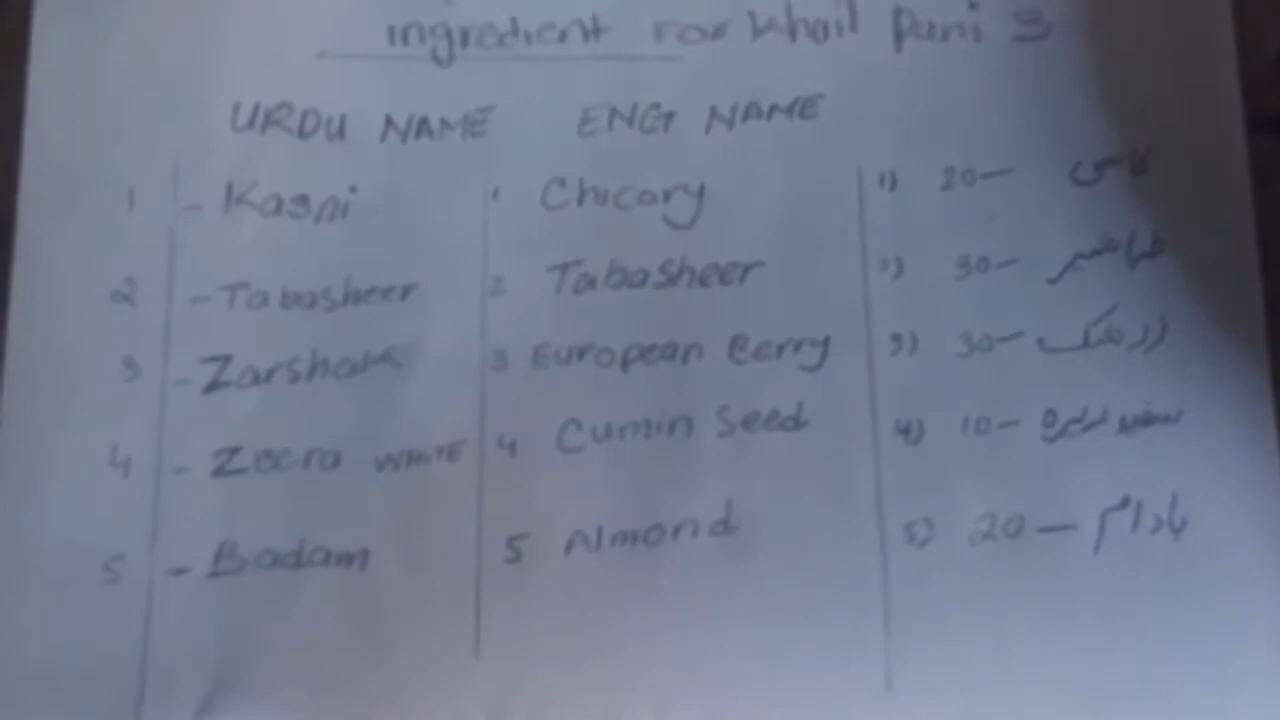 ingredient For Khail Pani 3
URDU NAME ENG NAME
1 - Kasni 1 Chicory 1) 20—
2 - Tabasheer 2 Tabasheer 2) 30— طباشیر
3 - Zarshak 3 European Berry 3) 30— زرشک
4 - Zeera WHITE 4 Cumin Seed 4) 10— سفید زیرہ
5 - Badam 5 Almond 5) 20— بادام